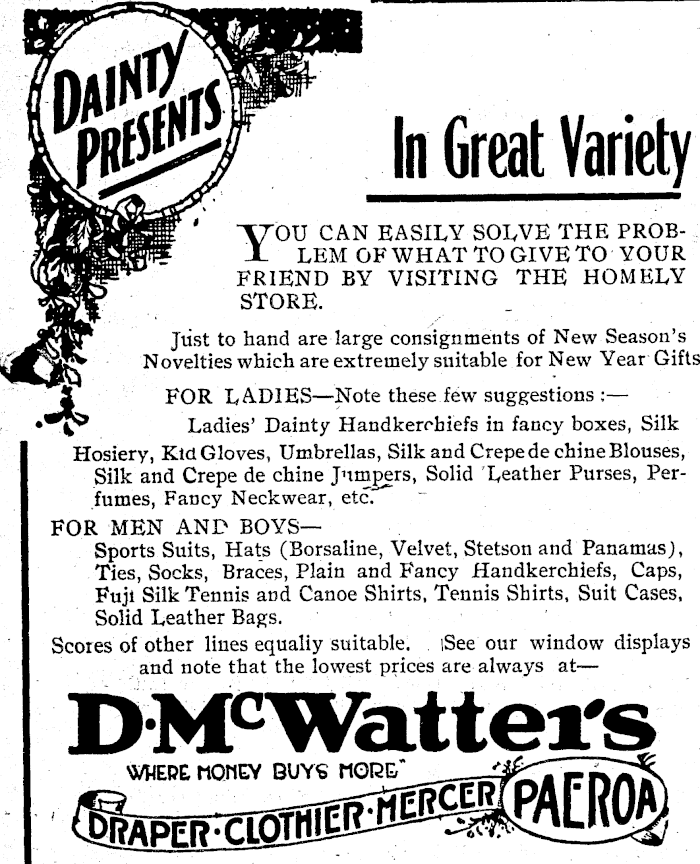 DAINTY
PRESENTS
In Great Variety
YOU CAN EASILY SOLVE THE PROB-
LEM OF WHAT TO GIVE TO YOUR
FRIEND BY VISITING THE HOMELY
STORE.
Just to hand are large consignments of New Season's
Novelties which are extremely suitable for New Year Gifts
FOR LADIES—Note these few suggestions :—
Ladies' Dainty Handkerchiefs in fancy boxes, Silk
Hosiery, Kid Gloves, Umbrellas, Silk and Crepe de chine Blouses,
Silk and Crepe de chine Jumpers, Solid Leather Purses, Per-
fumes, Fancy Neckwear, etc.
FOR MEN AND BOYS—
Sports Suits, Hats (Borsaline, Velvet, Stetson and Panamas),
Ties, Socks, Braces, Plain and Fancy Handkerchiefs, Caps,
Fuji Silk Tennis and Canoe Shirts, Tennis Shirts, Suit Cases,
Solid Leather Bags.
Scores of other lines equally suitable. See our window displays
and note that the lowest prices are always at—
D. McWatters
"WHERE MONEY BUYS MORE"
DRAPER · CLOTHIER · MERCER PAEROA